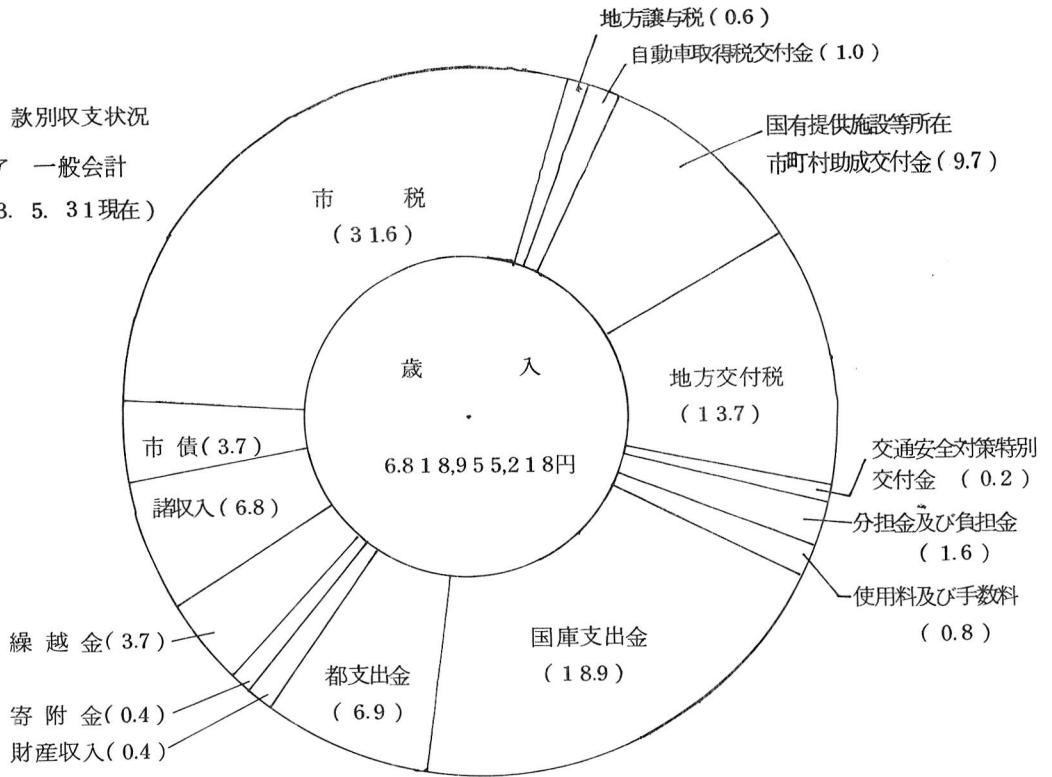 款別収支状況
一般会計
3. 5. 31現在)
地方譲与税(0.6)
自動車取得税交付金(1.0)
国有提供施設等所在
市町村助成交付金(9.7)
市 税
(31.6)
歳 入
6.818,955,218円
地方交付税
(13.7)
交通安全対策特別
交付金 (0.2)
分担金及び負担金
(1.6)
使用料及び手数料
(0.8)
国庫支出金
(18.9)
都支出金
(6.9)
市 債(3.7)
諸収入(6.8)
繰 越 金(3.7)
寄 附 金(0.4)
財産収入(0.4)